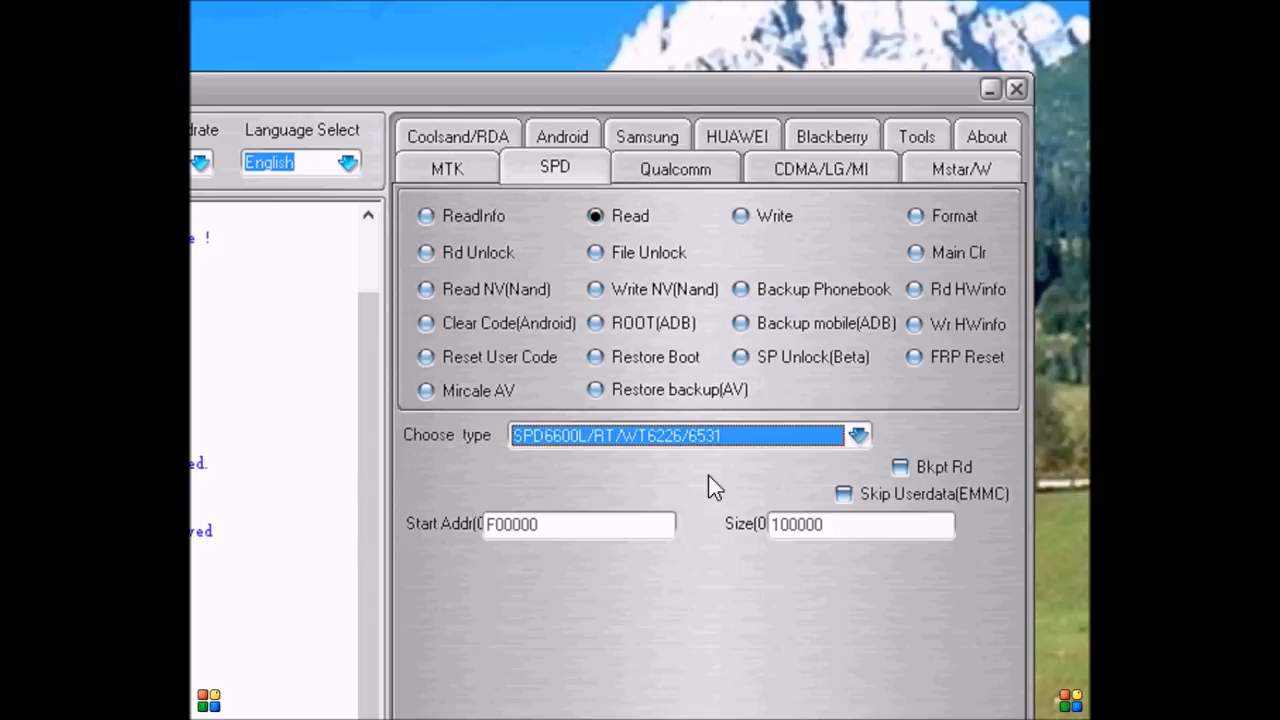 drate Language Select
English
Coolsand/RDA Android Samsung HUAWEI Blackberry Tools About
MTK SPD Qualcomm CDMA/LG/MI Mstar/W
ReadInfo Read Write Format
Rd Unlock File Unlock Main Clr
Read NV(Nand) Write NV(Nand) Backup Phonebook Rd HWinfo
Clear Code(Android) ROOT(ADB) Backup mobile(ADB) Wr HWinfo
Reset User Code Restore Boot SP Unlock(Beta) FRP Reset
Mircale AV Restore backup(AV)
Choose type SPD6600L/RT/WT6226/6531
Bkpt Rd
Skip Userdata(EMMC)
Start Addr(0 F00000 Size(0 100000
e !
ed.
ved